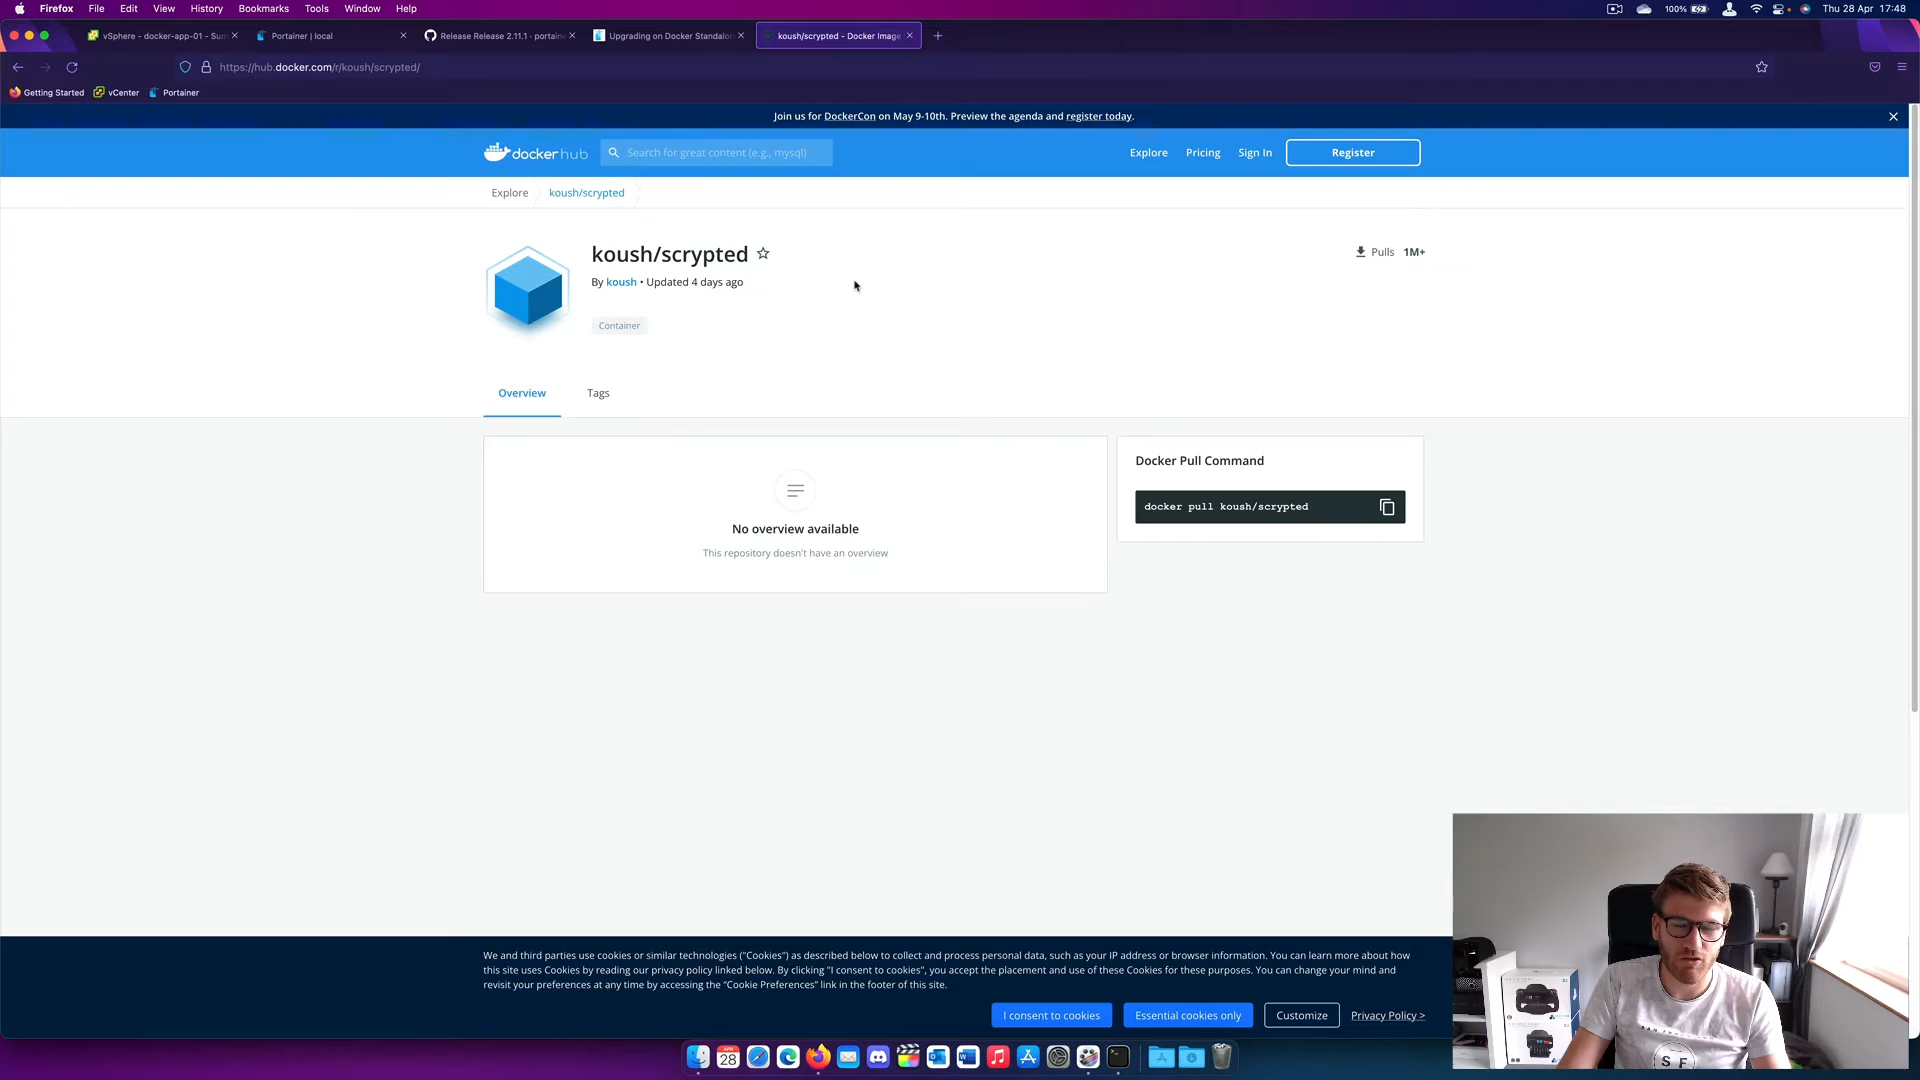 Firefox File Edit View History Bookmarks Tools Window Help 100% Thu 28 Apr 17:48
vSphere - docker-app-01 - Sum Portainer | local Release Release 2.11.1 · portaine Upgrading on Docker Standalon koush/scrypted - Docker Image
https://hub.docker.com/r/koush/scrypted/
Getting Started vCenter Portainer
Join us for DockerCon on May 9-10th. Preview the agenda and register today.
docker hub Search for great content (e.g., mysql) Explore Pricing Sign In Register
Explore koush/scrypted
koush/scrypted Pulls 1M+
By koush • Updated 4 days ago
Container
Overview Tags
Docker Pull Command
docker pull koush/scrypted
No overview available
This repository doesn't have an overview
We and third parties use cookies or similar technologies ("Cookies") as described below to collect and process personal data, such as your IP address or browser information. You can learn more about how
this site uses Cookies by reading our privacy policy linked below. By clicking "I consent to cookies", you accept the placement and use of these Cookies for these purposes. You can change your mind and
revisit your preferences at any time by accessing the "Cookie Preferences" link in the footer of this site.
I consent to cookies Essential cookies only Customize Privacy Policy >
APR
28
S F